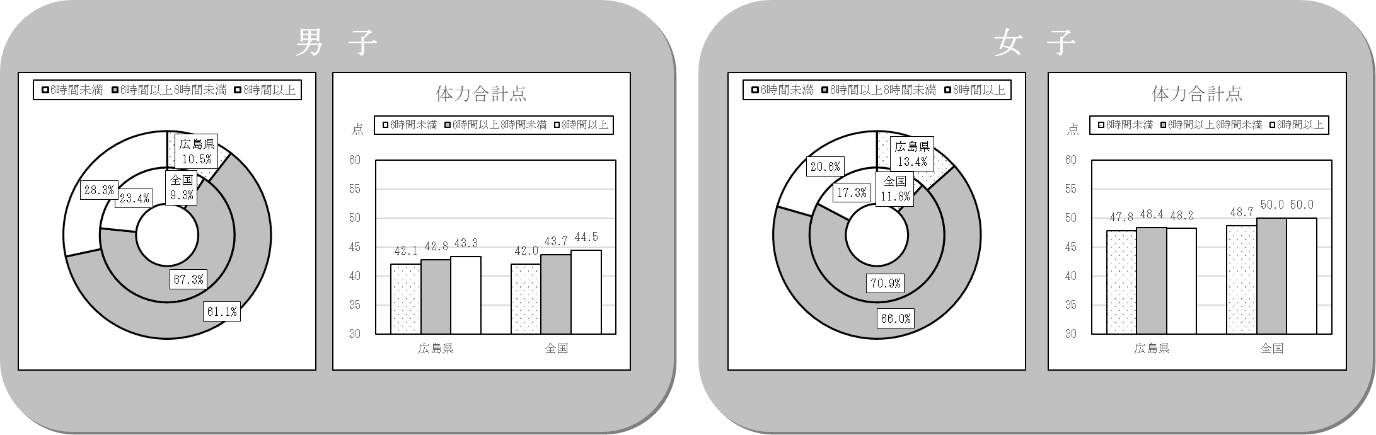 男 子
□6時間未満 ■6時間以上8時間未満 □8時間以上
広島県
10.5%
全国
9.3%
28.3%
23.4%
67.3%
61.1%
体力合計点
点
□6時間未満 ■6時間以上8時間未満 □8時間以上
60
55
50
45
40
35
30
42.1 42.8 43.3
42.0 43.7 44.5
広島県
全国
女 子
□6時間未満 ■6時間以上8時間未満 □8時間以上
広島県
13.4%
全国
11.8%
20.6%
17.3%
70.9%
66.0%
体力合計点
点
□6時間未満 ■6時間以上8時間未満 □8時間以上
60
55
50
45
40
35
30
47.8 48.4 48.2
48.7 50.0 50.0
広島県
全国